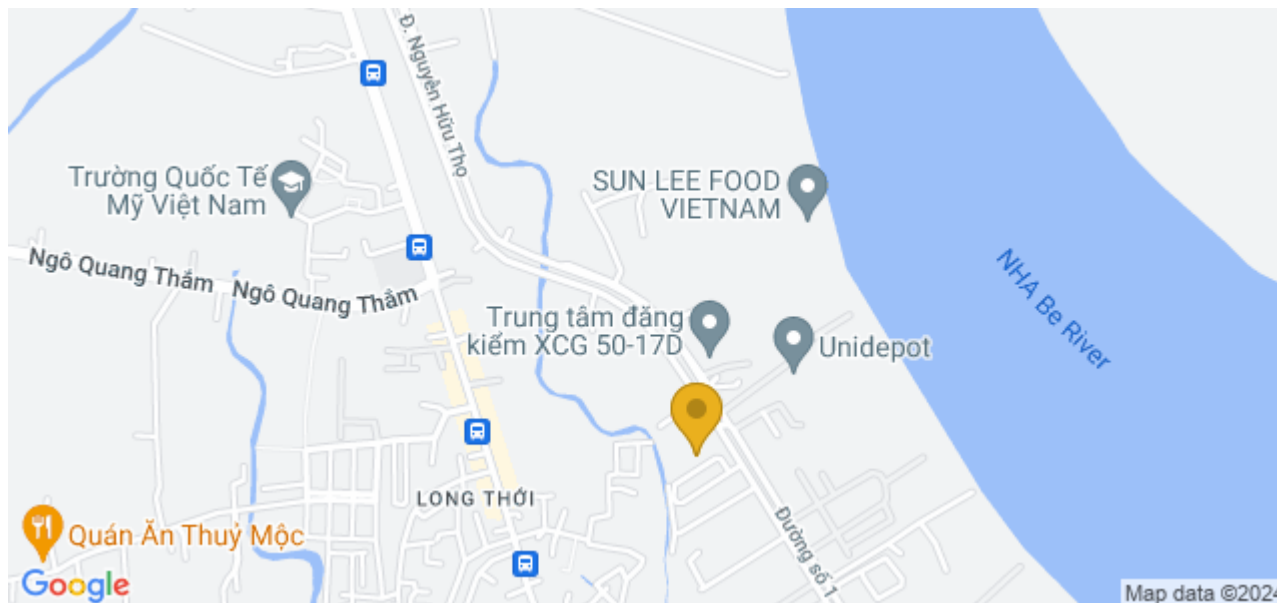 Đ. Nguyễn Hữu Thọ
Trường Quốc Tế
Mỹ Việt Nam
SUN LEE FOOD
VIETNAM
Ngô Quang Thắm
Ngô Quang Thắm
NHA Be River
Trung tâm đăng
kiểm XCG 50-17D
Unidepot
LONG THỚI
Quán Ăn Thuỷ Mộc
Đường số 1
Google
Map data ©2024